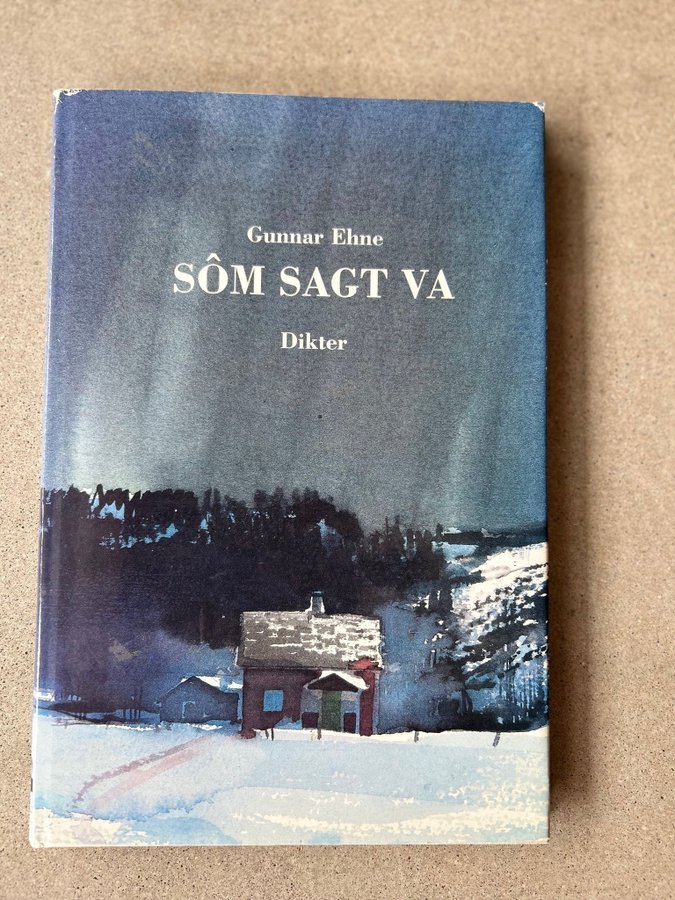 Gunnar Ehne
SÔM SAGT VA
Dikter